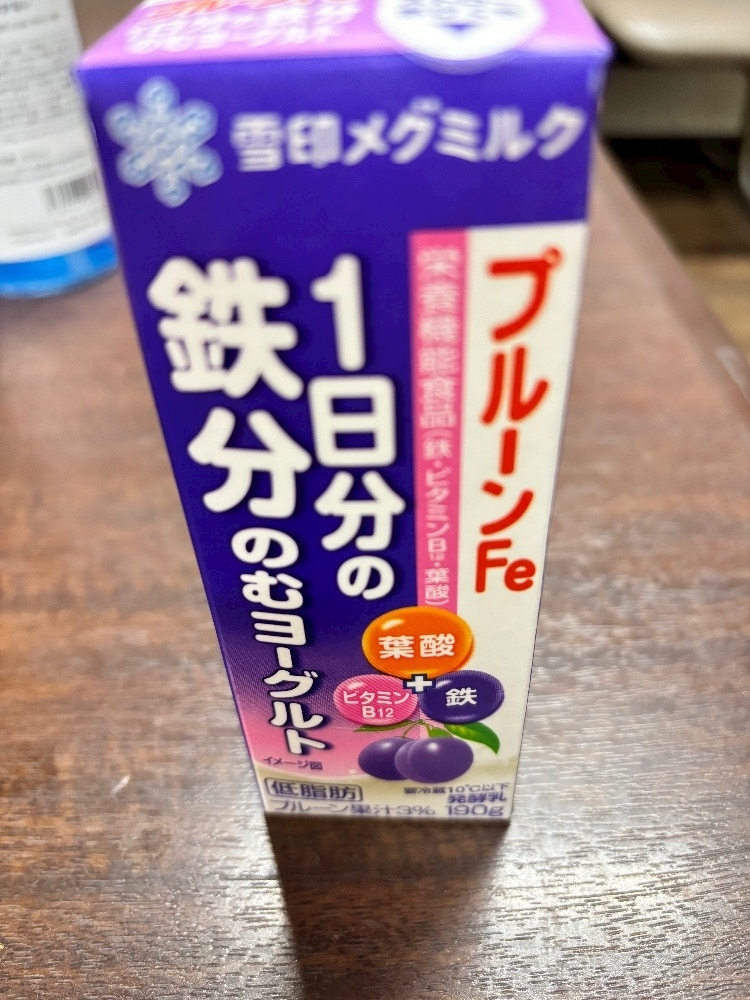 雪印メグミルク
プルーンFe
栄養機能食品(鉄・ビタミンB12・葉酸)
1日分の
鉄分のむヨーグルト
葉酸
+
ビタミンB12
鉄
イメージ図
低脂肪
要冷蔵10℃以下
発酵乳
プルーン果汁3%
190g